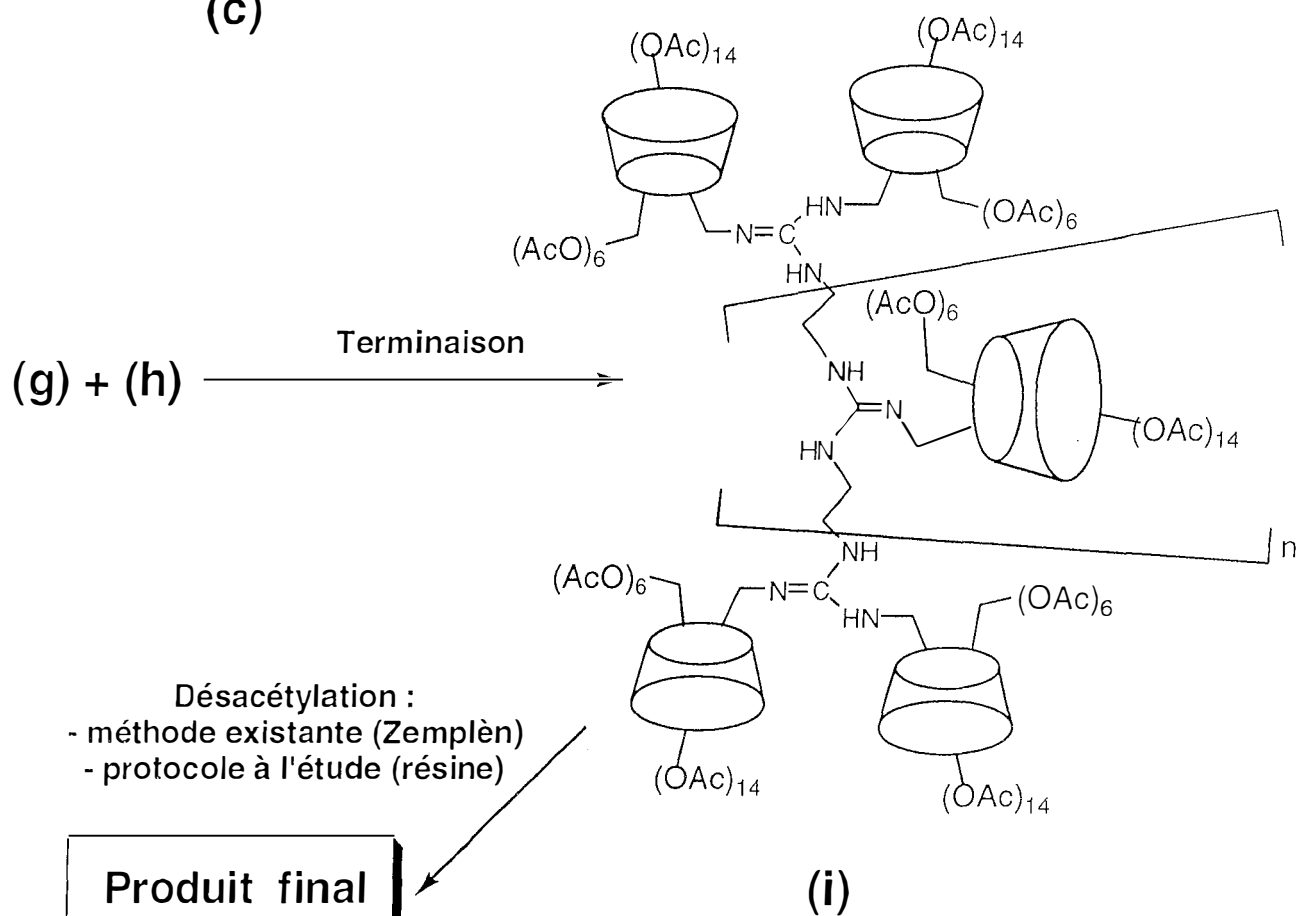 (c)
(OAc)14
(OAc)14
HN
(OAc)6
(AcO)6
N=C
HN
(AcO)6
Terminaison
(g) + (h)
NH
N
(OAc)14
HN
n
NH
(AcO)6
N=C
(OAc)6
HN
Désacétylation :
- méthode existante (Zemplèn)
- protocole à l'étude (résine)
(OAc)14
(OAc)14
Produit final
(i)